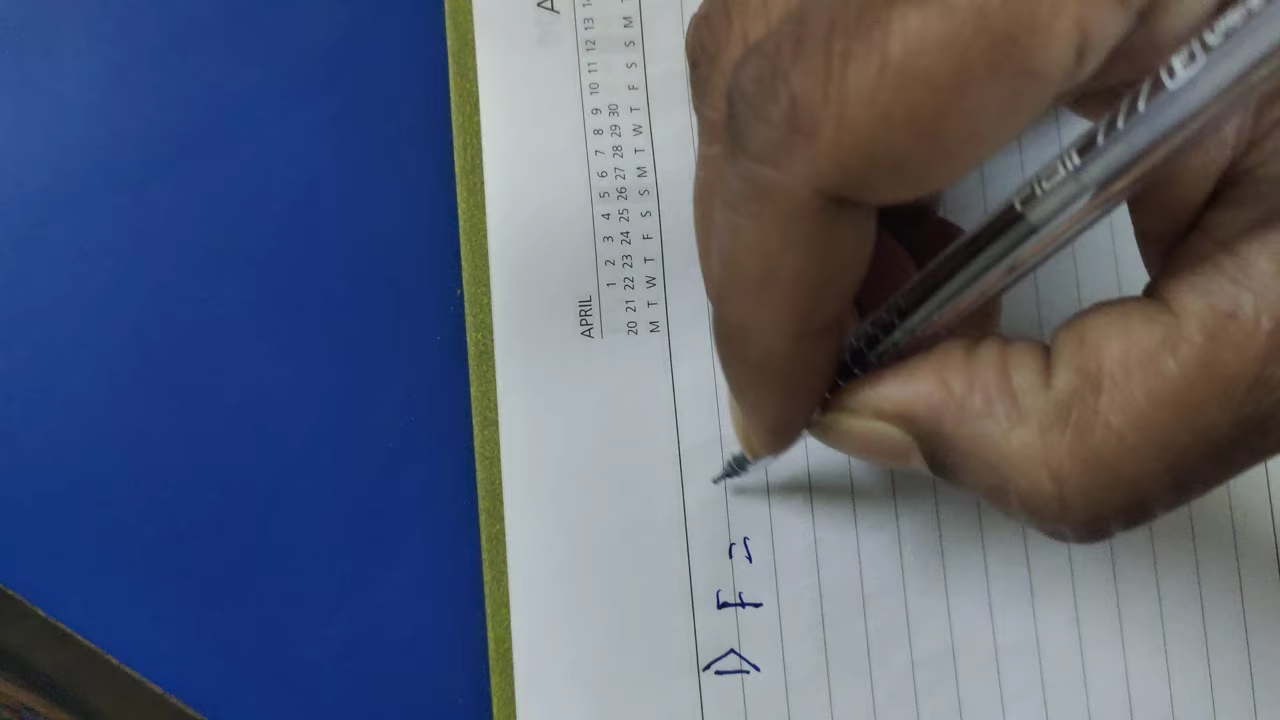 A
APRIL
1 2 3 4 5 6 7 8 9 10 11 12 13
20 21 22 23 24 25 26 27 28 29 30
M T W T F S S M T W T F S S M
1) F =